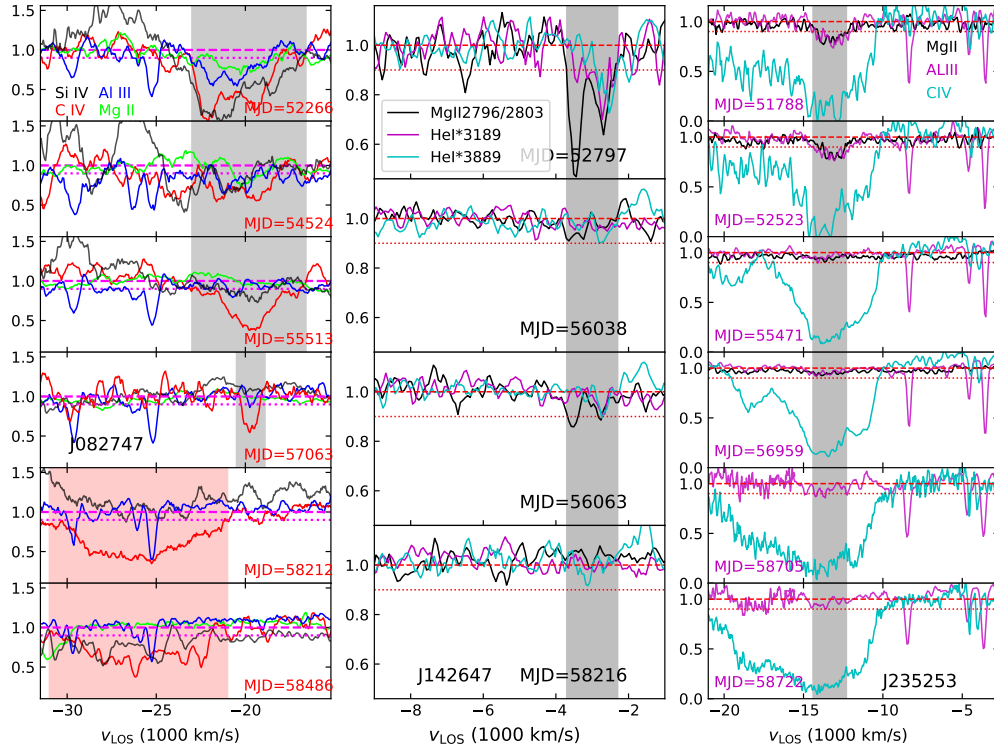 1.5
1.0
0.5
Si IV Al III
C IV Mg II
MJD=52266
1.5
1.0
0.5
MJD=54524
1.5
1.0
0.5
MJD=55513
1.5
1.0
0.5
J082747
MJD=57063
1.5
1.0
0.5
MJD=58212
1.5
1.0
0.5
MJD=58486
−30 −20
v_LOS (1000 km/s)
1.0
0.8
0.6
MgII2796/2803
HeI*3189
HeI*3889
MJD=52797
1.0
0.8
0.6
MJD=56038
1.0
0.8
0.6
MJD=56063
1.0
0.8
0.6
J142647 MJD=58216
−8 −6 −4 −2
v_LOS (1000 km/s)
1.0
0.5
0.0
MgII
ALIII
CIV
MJD=51788
1.0
0.5
0.0
MJD=52523
1.0
0.5
0.0
MJD=55471
1.0
0.5
0.0
MJD=56959
1.0
0.5
0.0
MJD=58705
1.0
0.5
0.0
MJD=58722 J235253
−20 −15 −10 −5
v_LOS (1000 km/s)